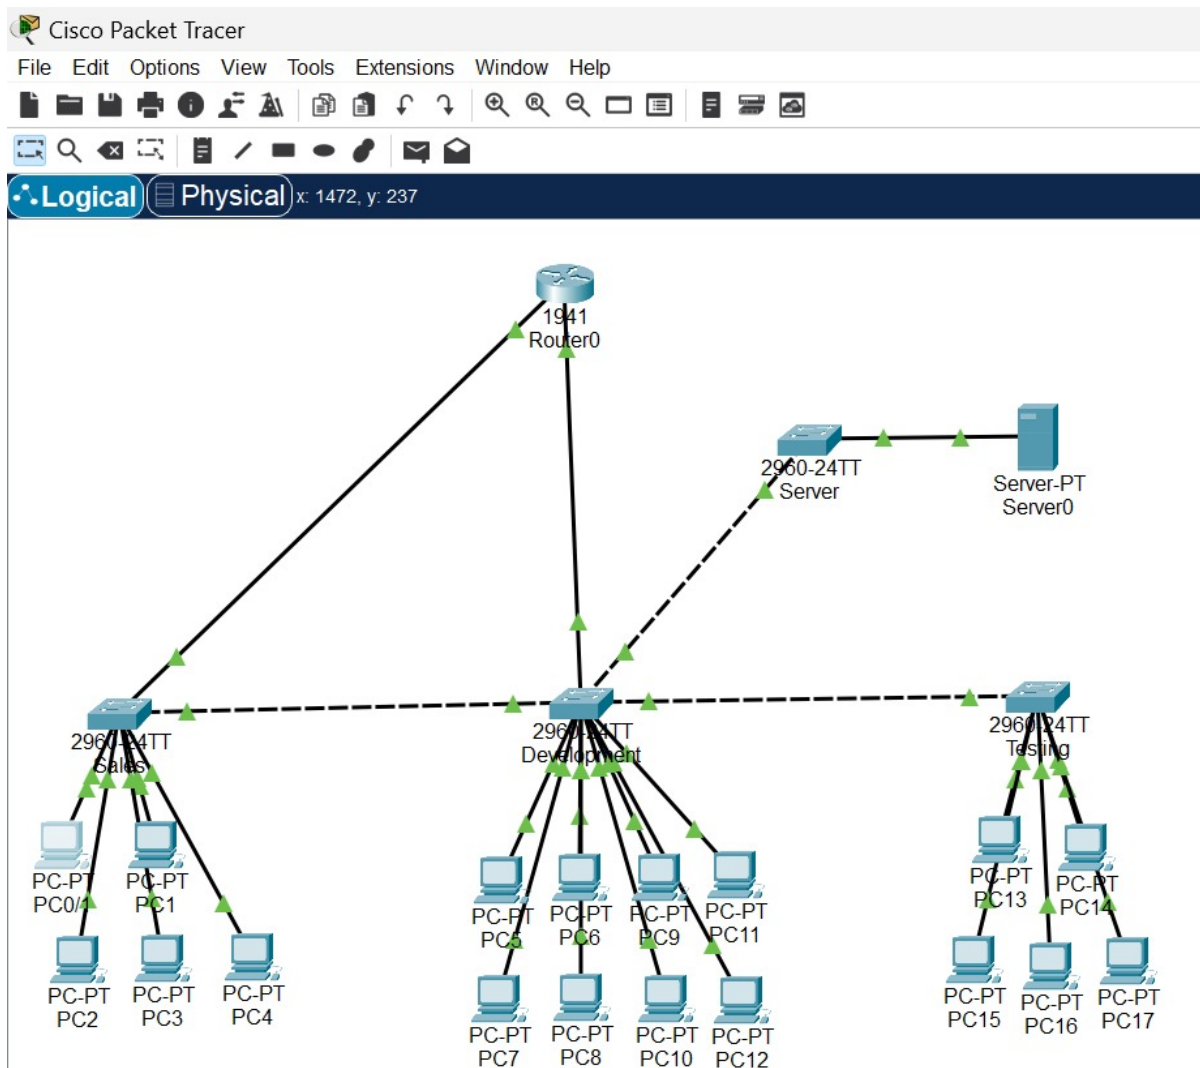 Cisco Packet Tracer
File Edit Options View Tools Extensions Window Help
Logical Physical x: 1472, y: 237
1941
Router0
2960-24TT
Server
Server-PT
Server0
2960-24TT
Sales
2960-24TT
Development
2960-24TT
Testing
PC-PT
PC0/1
PC-PT
PC1
PC-PT
PC2
PC-PT
PC3
PC-PT
PC4
PC-PT
PC5
PC-PT
PC6
PC-PT
PC9
PC-PT
PC11
PC-PT
PC7
PC-PT
PC8
PC-PT
PC10
PC-PT
PC12
PC-PT
PC13
PC-PT
PC14
PC-PT
PC15
PC-PT
PC16
PC-PT
PC17